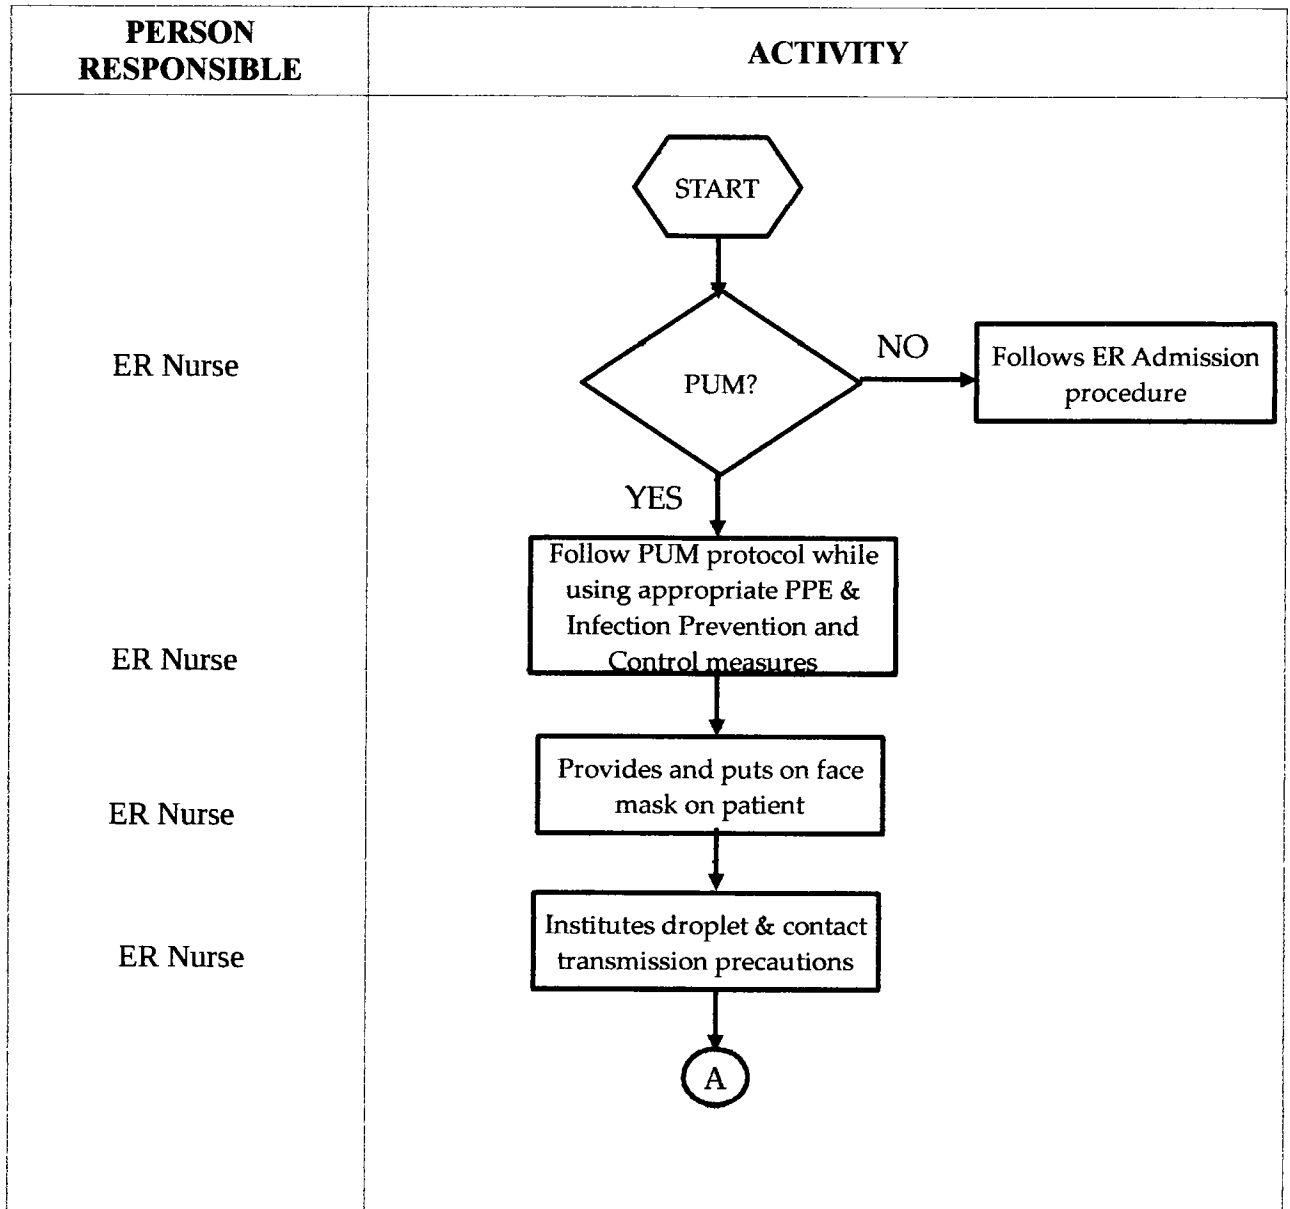 PERSON
RESPONSIBLE
ACTIVITY
START
ER Nurse
PUM?
NO
Follows ER Admission
procedure
YES
ER Nurse
Follow PUM protocol while
using appropriate PPE &
Infection Prevention and
Control measures
ER Nurse
Provides and puts on face
mask on patient
ER Nurse
Institutes droplet & contact
transmission precautions
A